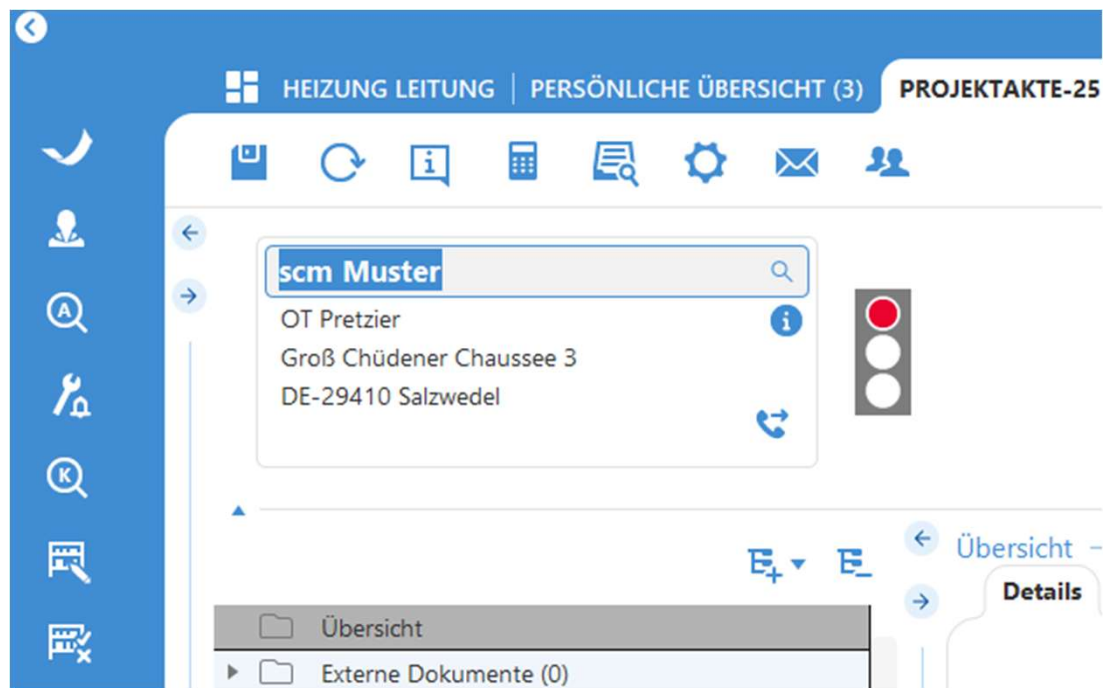 HEIZUNG LEITUNG | PERSÖNLICHE ÜBERSICHT (3) PROJEKTAKTE-25
scm Muster
OT Pretzier
Groß Chüdener Chaussee 3
DE-29410 Salzwedel
Übersicht –
Details
Übersicht
Externe Dokumente (0)